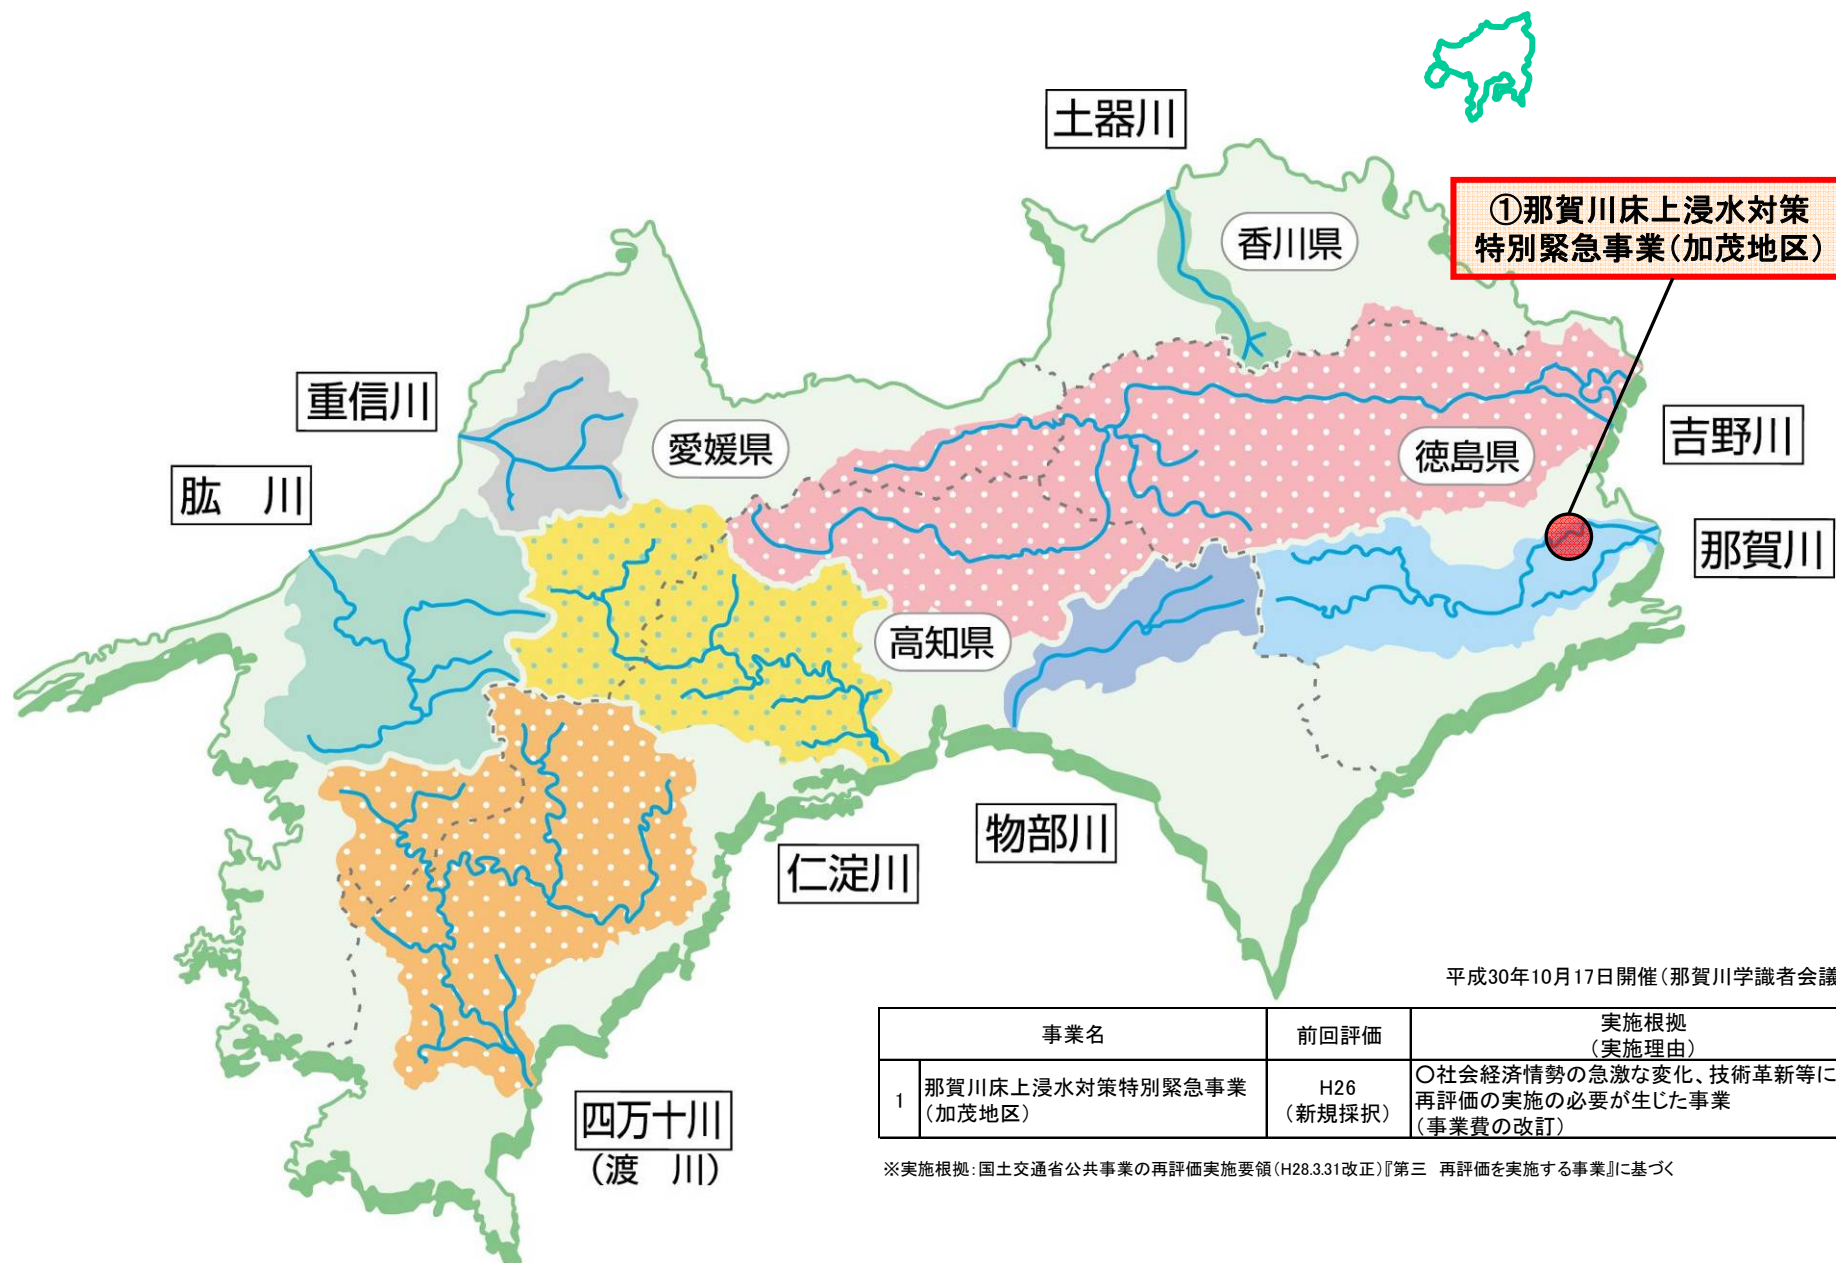 土器川
①那賀川床上浸水対策
特別緊急事業(加茂地区)
香川県
重信川
愛媛県
徳島県
吉野川
肱　川
那賀川
高知県
物部川
仁淀川
四万十川
(渡　川)
平成30年10月17日開催(那賀川学識者会議
事業名 前回評価 実施根拠
(実施理由)
1 那賀川床上浸水対策特別緊急事業
(加茂地区)
H26
(新規採択)
○社会経済情勢の急激な変化、技術革新等に
再評価の実施の必要が生じた事業
(事業費の改訂)
※実施根拠:国土交通省公共事業の再評価実施要領(H28.3.31改正)『第三　再評価を実施する事業』に基づく